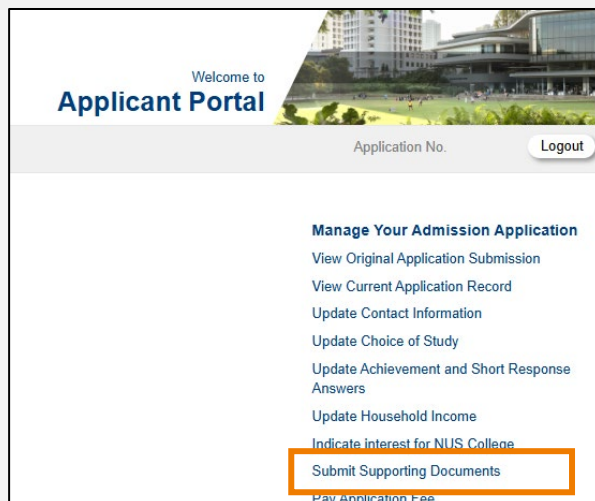 Welcome to
Applicant Portal
Application No.
Logout
Manage Your Admission Application
View Original Application Submission
View Current Application Record
Update Contact Information
Update Choice of Study
Update Achievement and Short Response
Answers
Update Household Income
Indicate interest for NUS College
Submit Supporting Documents
Pay Application Fee